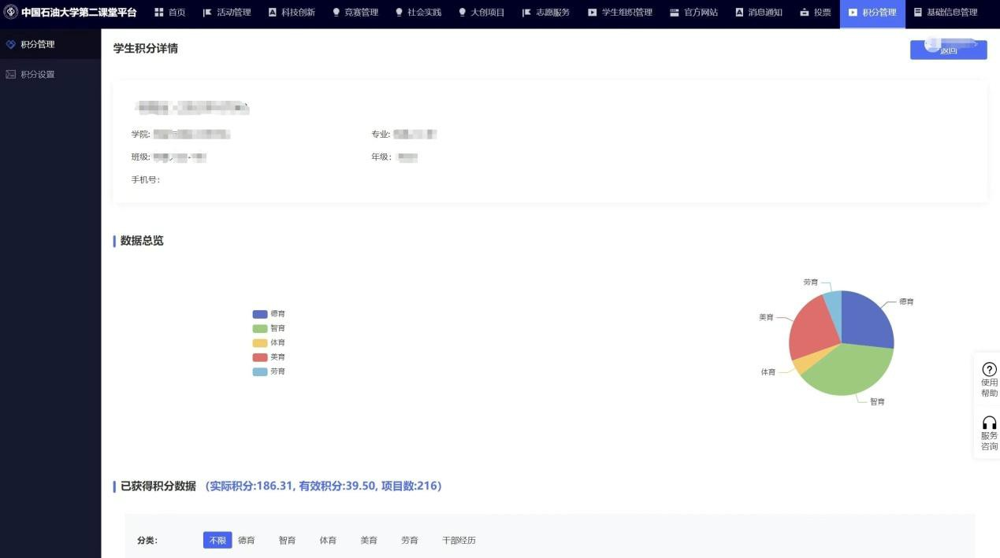 中国石油大学第二课堂平台 首页 活动管理 科技创新 竞赛管理 社会实践 大创项目 志愿服务 学生组织管理 官方网站 消息通知 投票 积分管理 基础信息管理
积分管理
积分设置
学生积分详情
返回
学院:
专业:
班级:
年级:
手机号:
数据总览
德育
智育
体育
美育
劳育
劳育
德育
美育
体育
智育
使用
帮助
服务
咨询
已获得积分数据 (实际积分:186.31, 有效积分:39.50, 项目数:216)
分类: 不限 德育 智育 体育 美育 劳育 干部经历